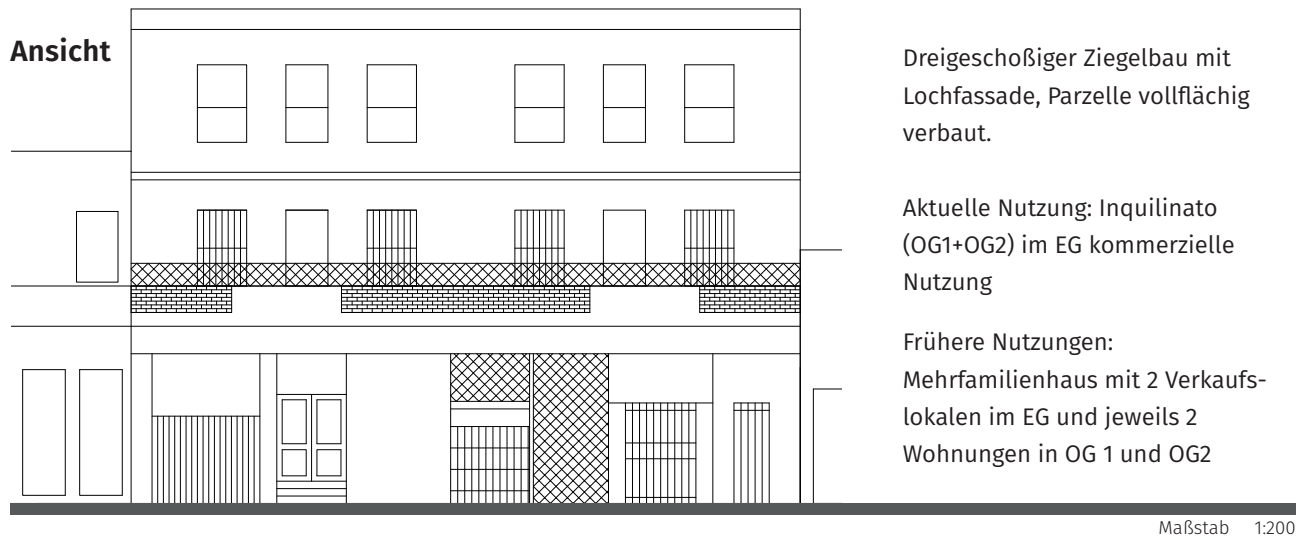 Ansicht
Dreigeschoßiger Ziegelbau mit
Lochfassade, Parzelle vollflächig
verbaut.
Aktuelle Nutzung: Inquilinato
(OG1+OG2) im EG kommerzielle
Nutzung
Frühere Nutzungen:
Mehrfamilienhaus mit 2 Verkaufs-
lokalen im EG und jeweils 2
Wohnungen in OG 1 und OG2
Maßstab 1:200